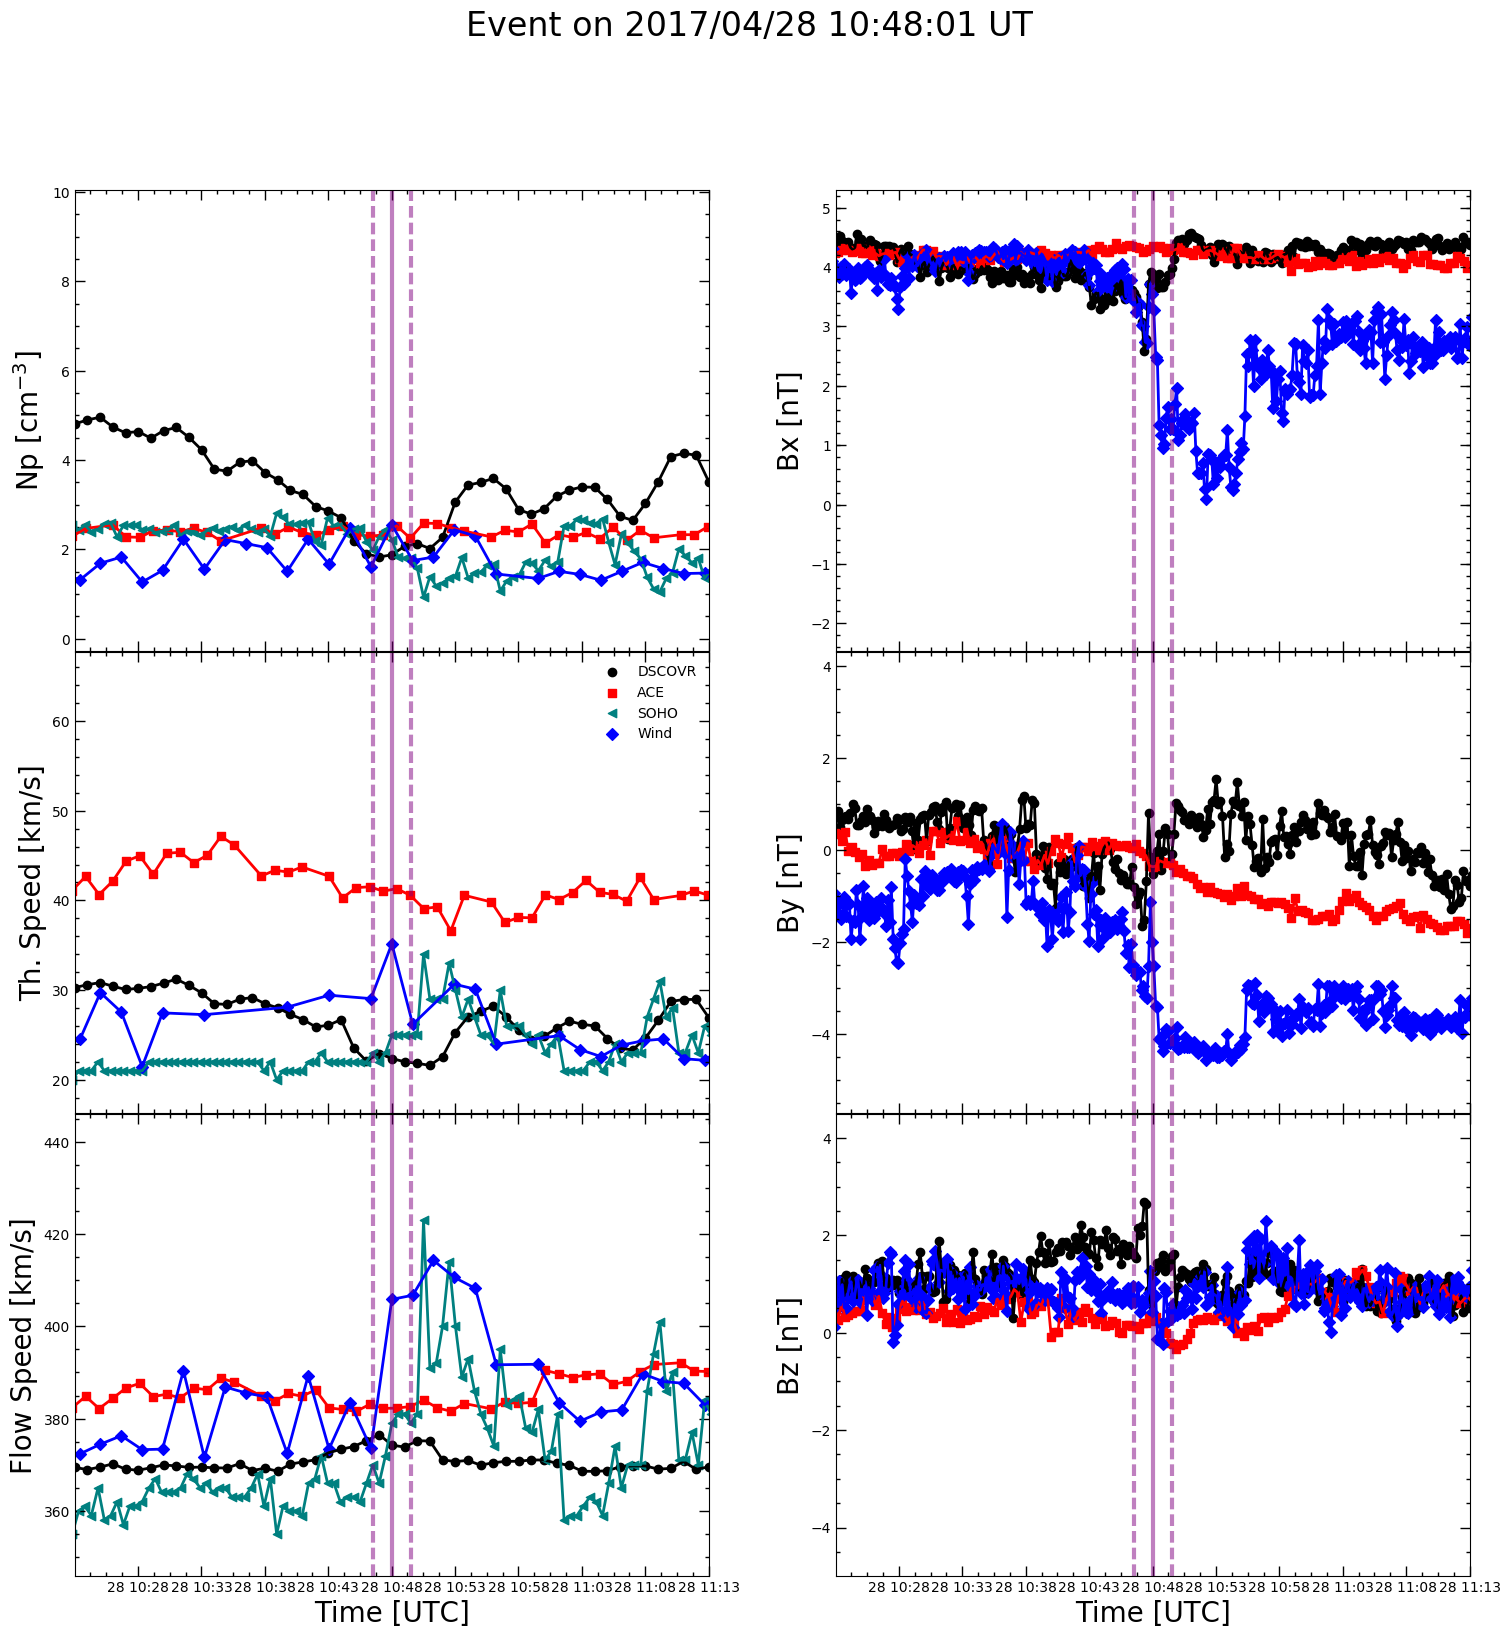 Event on 2017/04/28 10:48:01 UT
10
8
6
4
2
0
Np [cm⁻³]
5
4
3
2
1
0
−1
−2
Bx [nT]
DSCOVR
ACE
SOHO
Wind
60
50
40
30
20
Th. Speed [km/s]
4
2
0
−2
−4
By [nT]
440
420
400
380
360
Flow Speed [km/s]
4
2
0
−2
−4
Bz [nT]
28 10:28 28 10:33 28 10:38 28 10:43 28 10:48 28 10:53 28 10:58 28 11:03 28 11:08 28 11:13
Time [UTC]
28 10:28 28 10:33 28 10:38 28 10:43 28 10:48 28 10:53 28 10:58 28 11:03 28 11:08 28 11:13
Time [UTC]